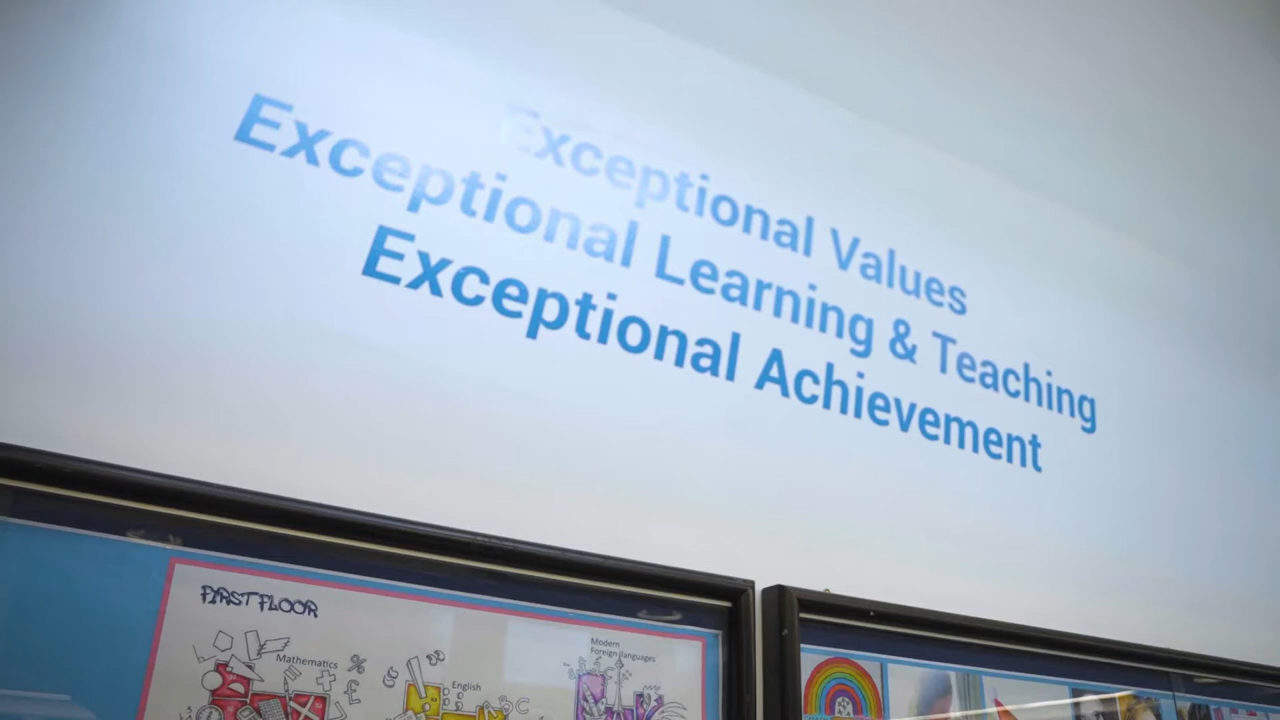 Exceptional Values
Exceptional Learning & Teaching
Exceptional Achievement
FIRST FLOOR
Mathematics
English
Modern
Foreign languages